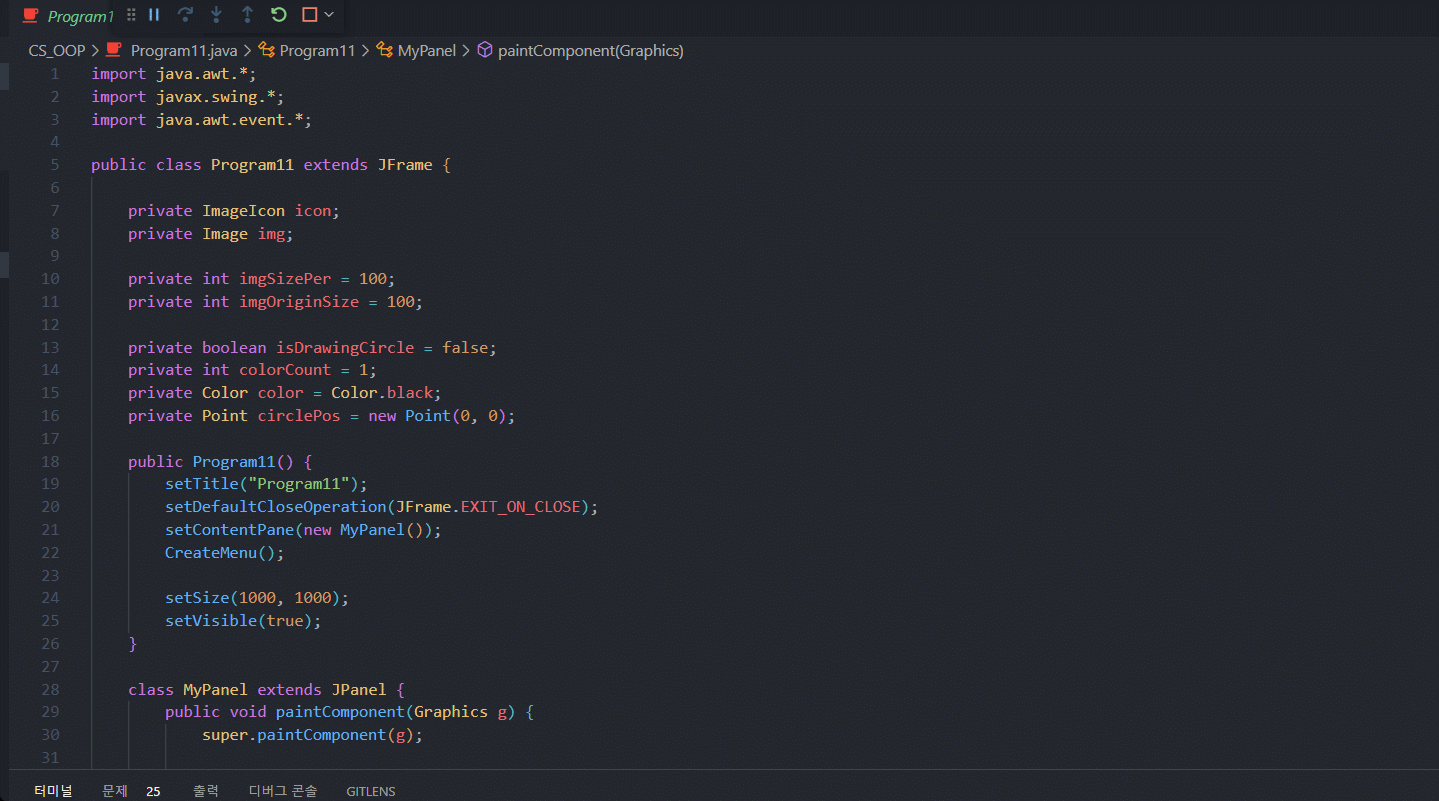 Program1
CS_OOP > Program11.java > Program11 > MyPanel > paintComponent(Graphics)
1 import java.awt.*;
2 import javax.swing.*;
3 import java.awt.event.*;
4
5 public class Program11 extends JFrame {
6
7 private ImageIcon icon;
8 private Image img;
9
10 private int imgSizePer = 100;
11 private int imgOriginSize = 100;
12
13 private boolean isDrawingCircle = false;
14 private int colorCount = 1;
15 private Color color = Color.black;
16 private Point circlePos = new Point(0, 0);
17
18 public Program11() {
19 setTitle("Program11");
20 setDefaultCloseOperation(JFrame.EXIT_ON_CLOSE);
21 setContentPane(new MyPanel());
22 CreateMenu();
23
24 setSize(1000, 1000);
25 setVisible(true);
26 }
27
28 class MyPanel extends JPanel {
29 public void paintComponent(Graphics g) {
30 super.paintComponent(g);
31
터미널 문제 25 출력 디버그 콘솔 GITLENS